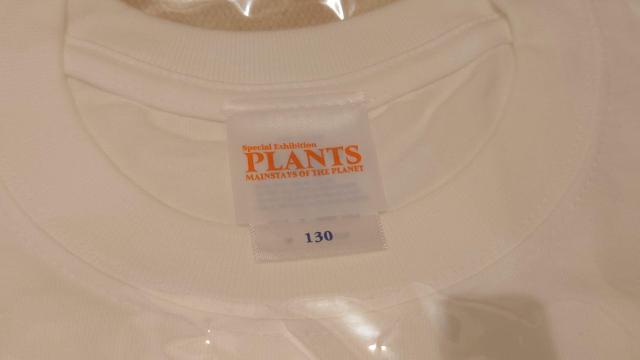 Special Exhibition
PLANTS
MAINSTAYS OF THE PLANET
130